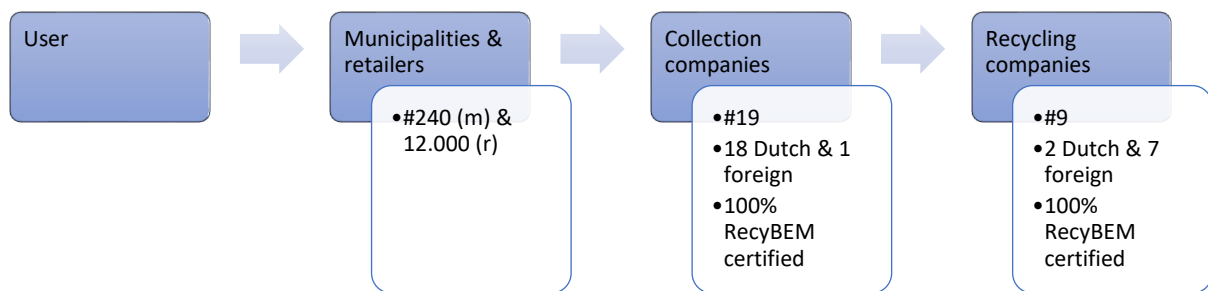 User
Municipalities &
retailers
•#240 (m) &
12.000 (r)
Collection
companies
•#19
•18 Dutch & 1
foreign
•100%
RecyBEM
certified
Recycling
companies
•#9
•2 Dutch & 7
foreign
•100%
RecyBEM
certified